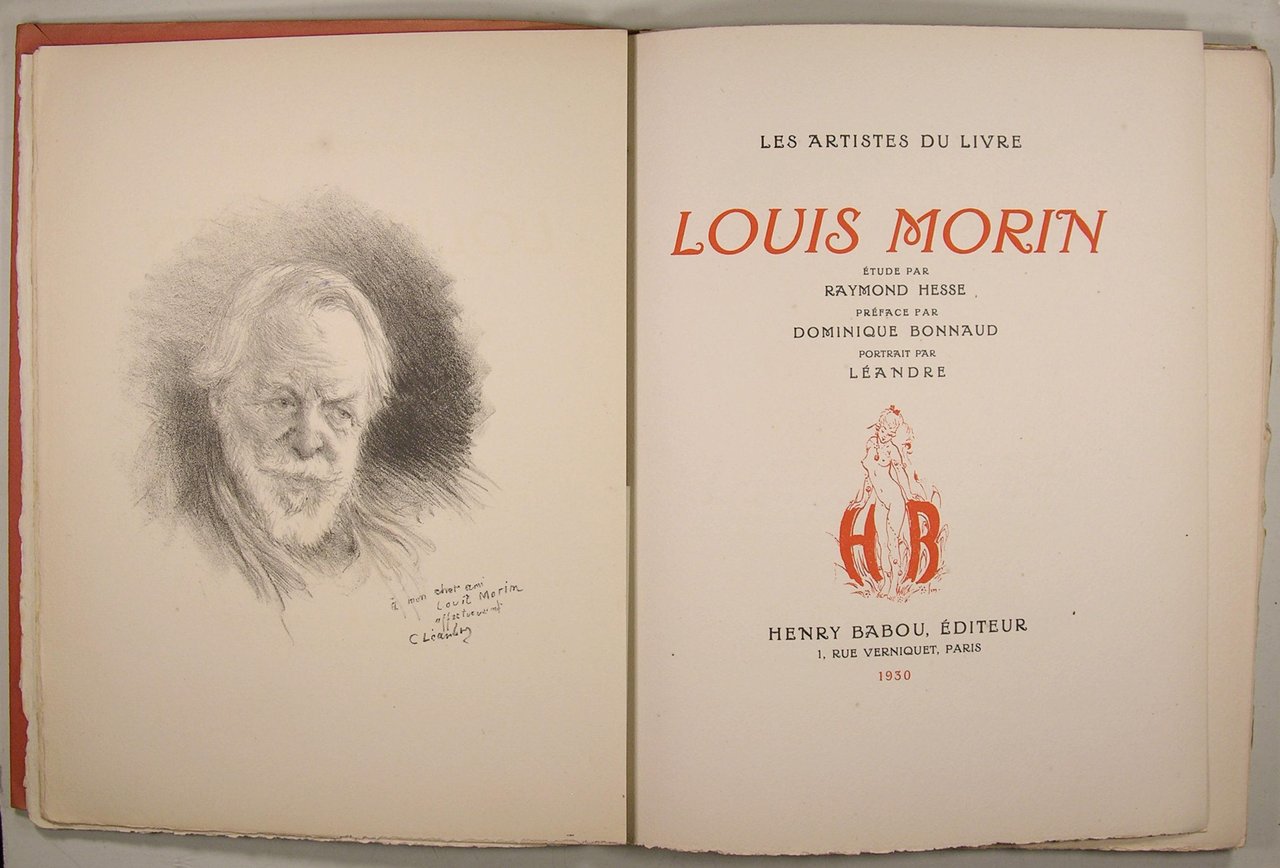 à mon cher ami
Louis Morin
affectueusement
C Léandre
LES ARTISTES DU LIVRE
LOUIS MORIN
ÉTUDE PAR
RAYMOND HESSE
PRÉFACE PAR
DOMINIQUE BONNAUD
PORTRAIT PAR
LÉANDRE
H B
HENRY BABOU, ÉDITEUR
1, RUE VERNIQUET, PARIS
1930